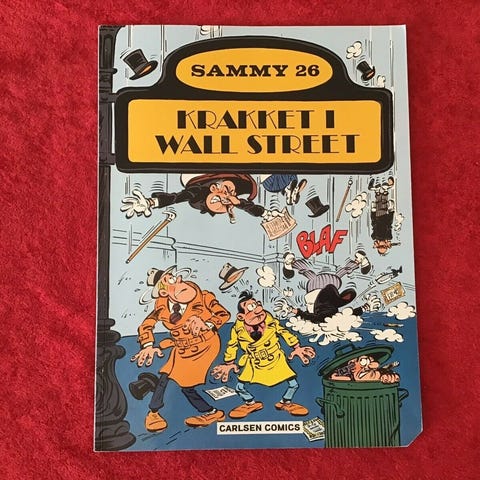 SAMMY 26
KRAKKET I
WALL STREET
BLAF
CARLSEN COMICS